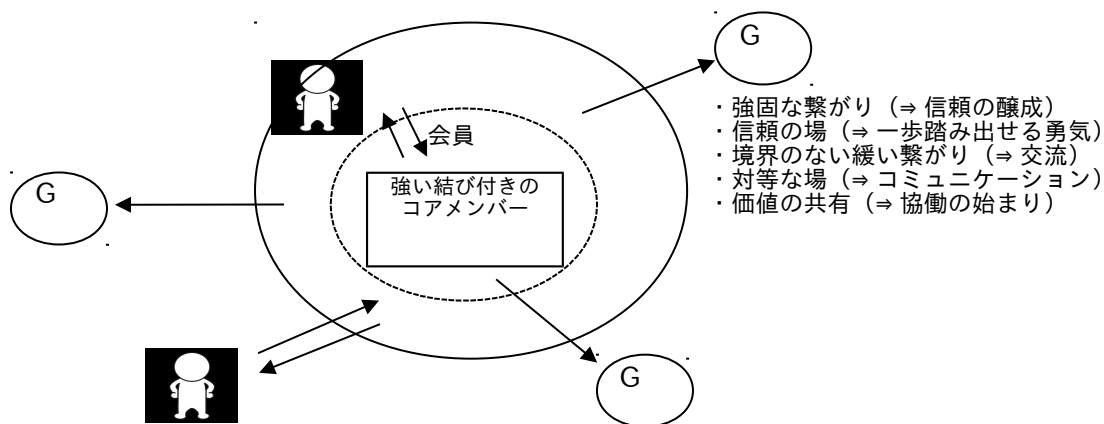 G
・強固な繋がり（⇒ 信頼の醸成）
・信頼の場（⇒ 一歩踏み出せる勇気）
・境界のない緩い繋がり（⇒ 交流）
・対等な場（⇒ コミュニケーション）
・価値の共有（⇒ 協働の始まり）
会員
強い結び付きの
コアメンバー
G
G